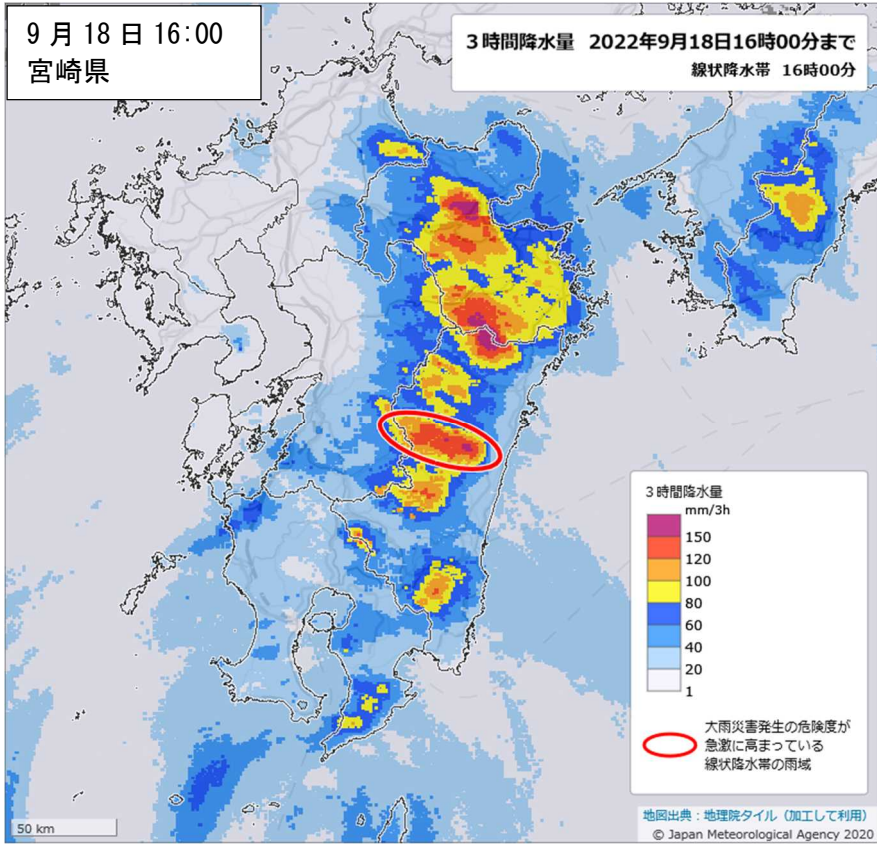 9月18日16:00
宮崎県
3時間降水量 2022年9月18日16時00分まで
線状降水帯 16時00分
3時間降水量
mm/3h
150
120
100
80
60
40
20
1
大雨災害発生の危険度が
急激に高まっている
線状降水帯の雨域
50 km
地図出典:地理院タイル(加工して利用)
© Japan Meteorological Agency 2020